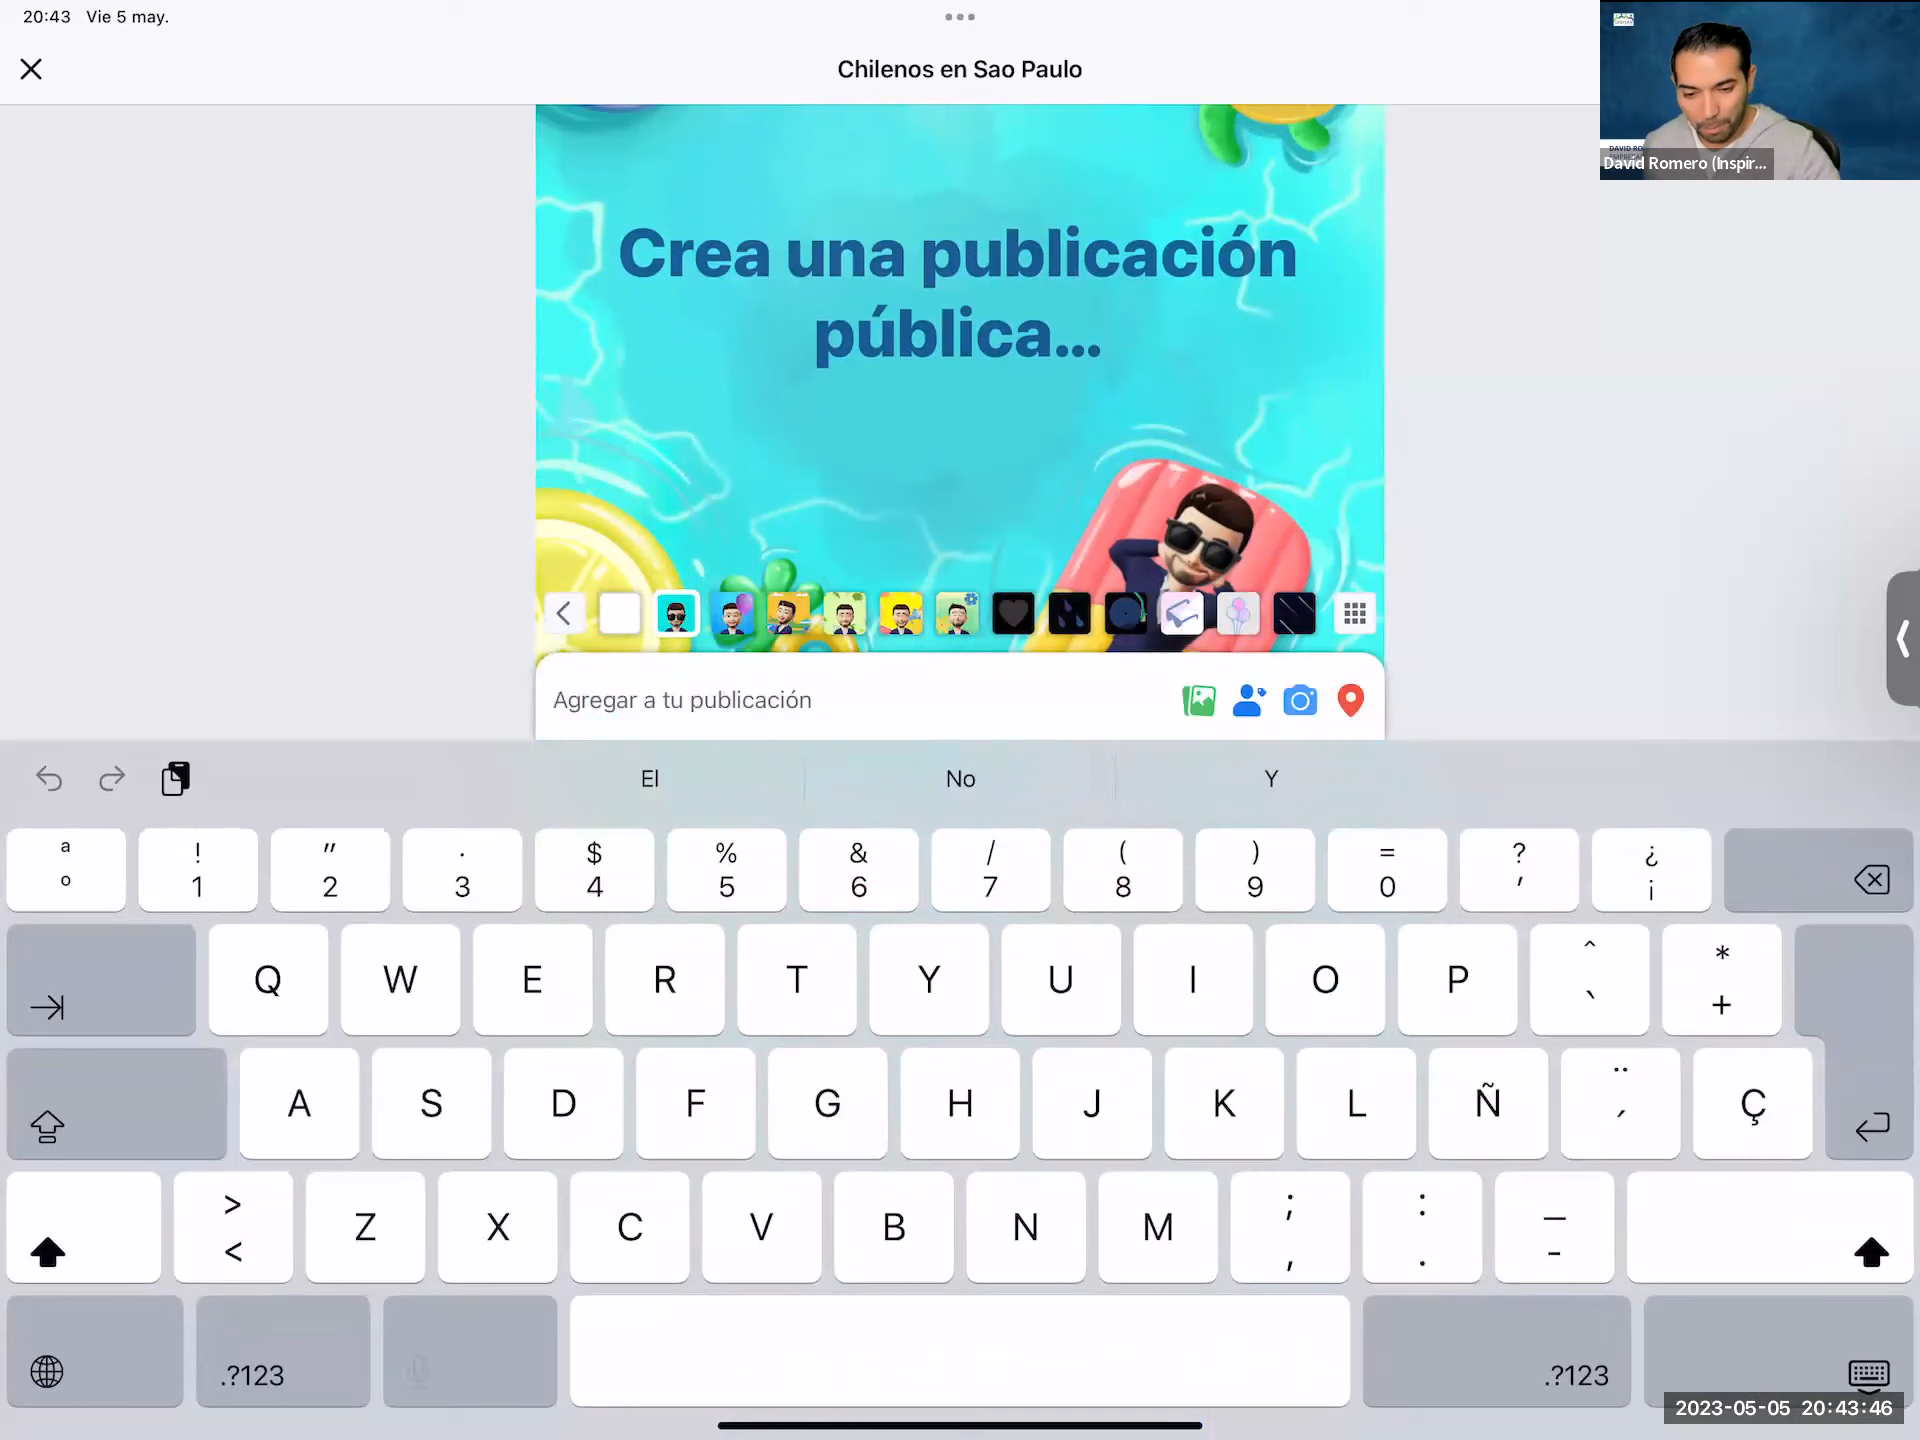 20:43 Vie 5 may.
Chilenos en Sao Paulo
DAVID RO
David Romero (Inspir...
Crea una publicación
pública...
Agregar a tu publicación
El No Y
a ! " · $ % & / ( ) = ? ¿
o 1 2 3 4 5 6 7 8 9 0 ' ¡
Q W E R T Y U I O P ^ ` * +
A S D F G H J K L Ñ ¨ ´ Ç
> < Z X C V B N M ; , : . _ -
.?123 .?123
2023-05-05 20:43:46